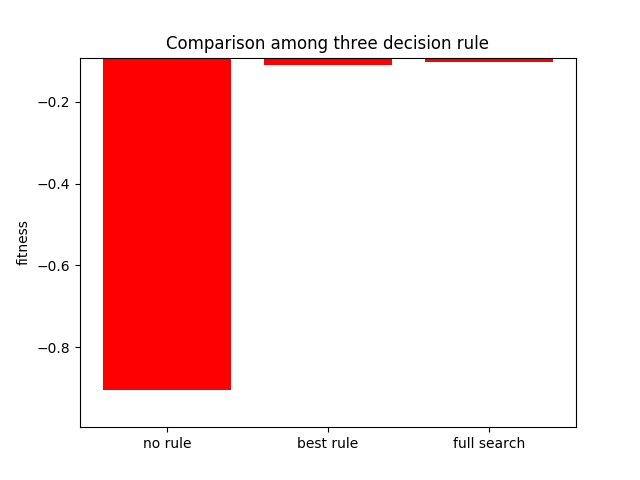 Comparison among three decision rule
−0.2
−0.4
−0.6
−0.8
fitness
no rule
best rule
full search